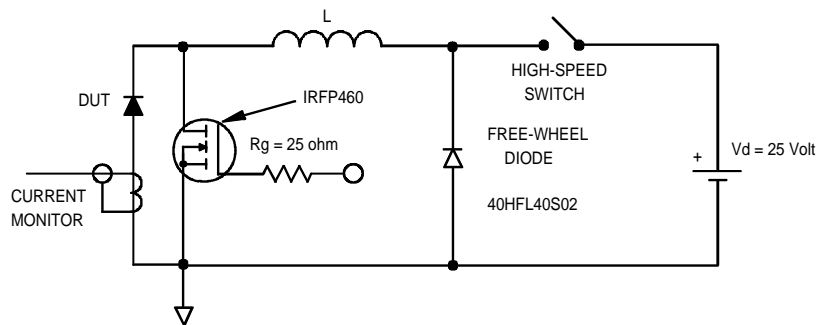 L
HIGH-SPEED
SWITCH
IRFP460
DUT
Rg = 25 ohm
FREE-WHEEL
DIODE
+
Vd = 25 Volt
CURRENT
MONITOR
40HFL40S02